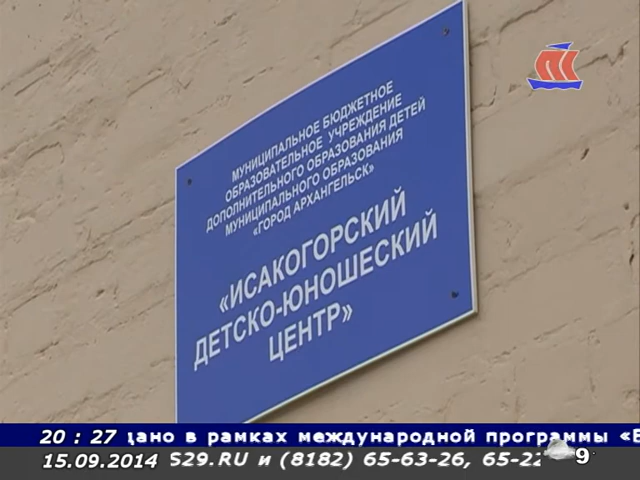 МУНИЦИПАЛЬНОЕ БЮДЖЕТНОЕ
ОБРАЗОВАТЕЛЬНОЕ УЧРЕЖДЕНИЕ
ДОПОЛНИТЕЛЬНОГО ОБРАЗОВАНИЯ ДЕТЕЙ
МУНИЦИПАЛЬНОГО ОБРАЗОВАНИЯ
«ГОРОД АРХАНГЕЛЬСК»
«ИСАКОГОРСКИЙ
ДЕТСКО-ЮНОШЕСКИЙ
ЦЕНТР»
20 : 27 дано в рамках международной программы
15.09.2014 S29.RU и (8182) 65-63-26, 65-22 9